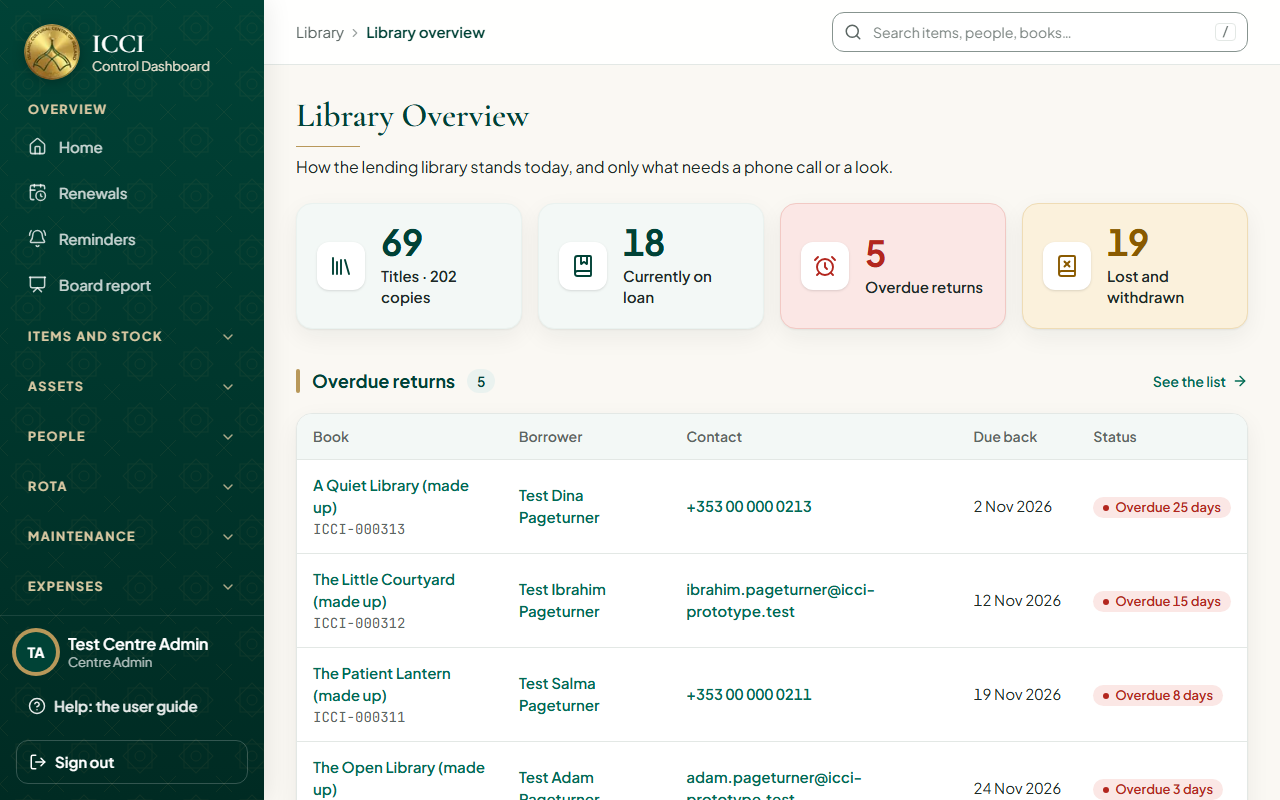 ICCI
Control Dashboard
OVERVIEW
Home
Renewals
Reminders
Board report
ITEMS AND STOCK
ASSETS
PEOPLE
ROTA
MAINTENANCE
EXPENSES
TA
Test Centre Admin
Centre Admin
Help: the user guide
Sign out
Library
Library overview
Search items, people, books...
/
Library Overview
How the lending library stands today, and only what needs a phone call or a look.
69
Titles · 202
copies
18
Currently on
loan
5
Overdue returns
19
Lost and
withdrawn
Overdue returns 5
See the list
Book Borrower Contact Due back Status
A Quiet Library (made
up)
ICCI-000313
Test Dina
Pageturner
+353 00 000 0213
2 Nov 2026
Overdue 25 days
The Little Courtyard
(made up)
ICCI-000312
Test Ibrahim
Pageturner
ibrahim.pageturner@icci-
prototype.test
12 Nov 2026
Overdue 15 days
The Patient Lantern
(made up)
ICCI-000311
Test Salma
Pageturner
+353 00 000 0211
19 Nov 2026
Overdue 8 days
The Open Library (made
up)
Test Adam
Pageturner
adam.pageturner@icci-
prototype.test
24 Nov 2026
Overdue 3 days